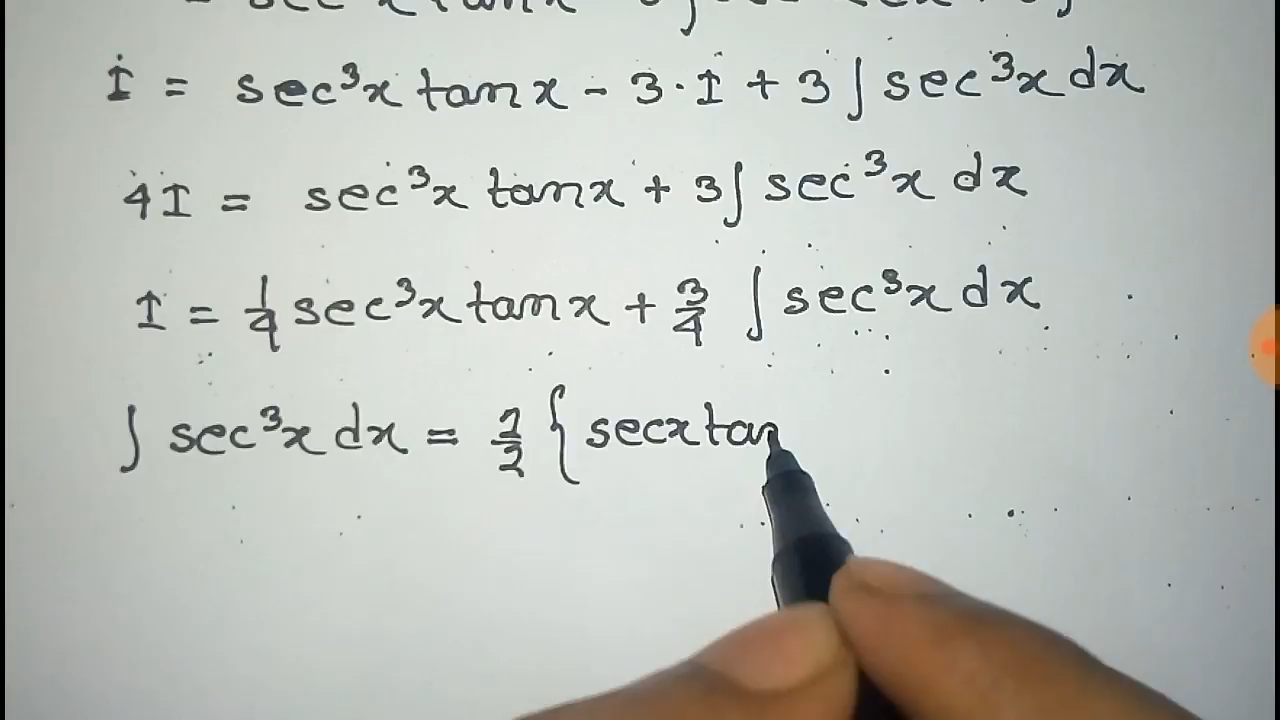 I = sec³x tanx - 3·I + 3∫sec³x dx
4I = sec³x tanx + 3∫sec³x dx
I = 1/4 sec³x tanx + 3/4 ∫sec³x dx
∫sec³x dx = 1/2 { secx tan